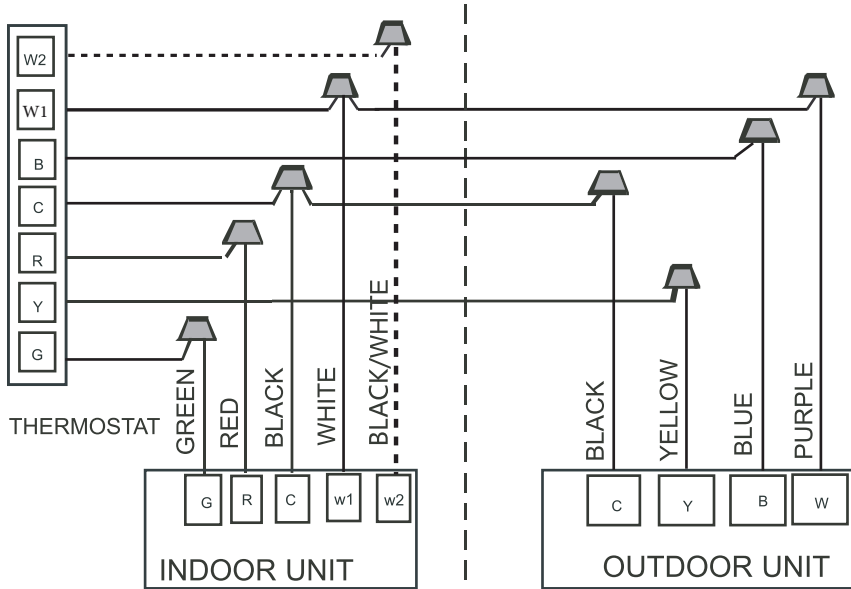 W2
W1
B
C
R
Y
G
THERMOSTAT
GREEN
RED
BLACK
WHITE
BLACK/WHITE
BLACK
YELLOW
BLUE
PURPLE
G R C w1 w2
INDOOR UNIT
C Y B W
OUTDOOR UNIT